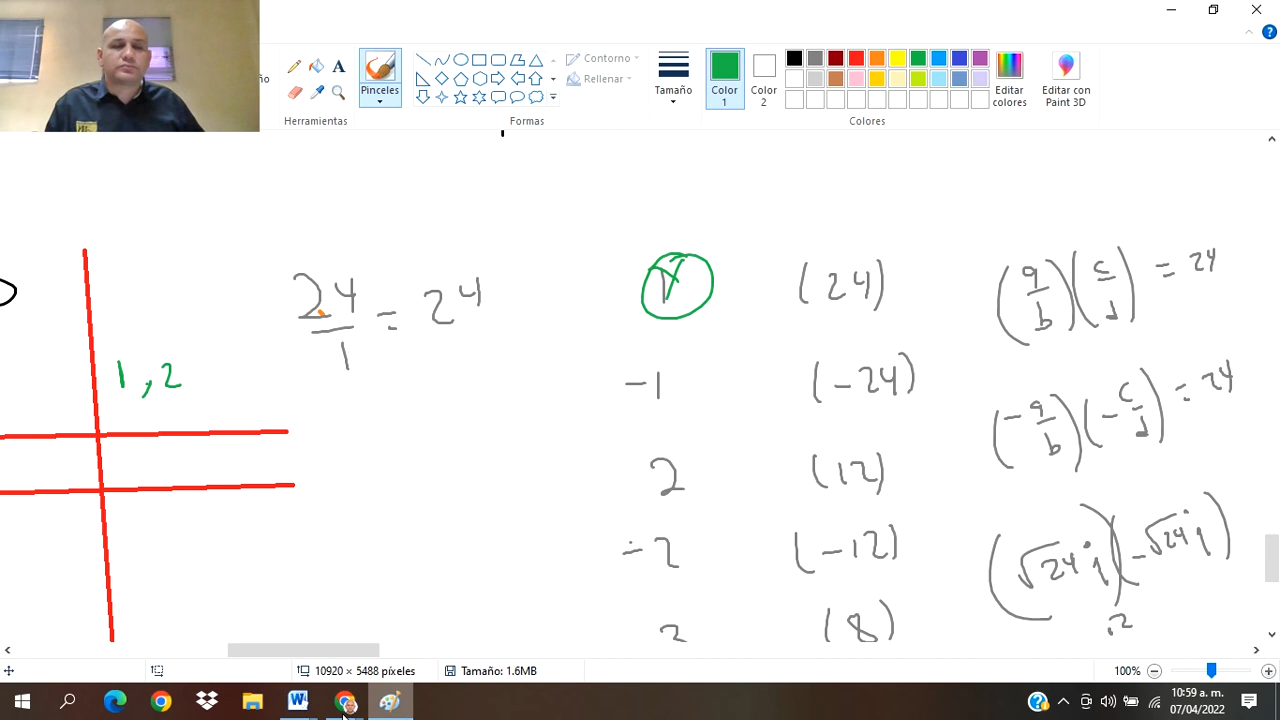 Contorno
Rellenar
Pinceles
Tamaño
Color 1
Color 2
Editar colores
Editar con Paint 3D
Herramientas
Formas
Colores
24/1 = 24
1, 2
1 (24)
-1 (-24)
2 (12)
-2 (-12)
(8)
(a/b)(c/d) = 24
(-a/b)(-c/d) = 24
(√24 i)(-√24 i)
10920 × 5488 píxeles
Tamaño: 1.6MB
100%
10:59 a. m.
07/04/2022